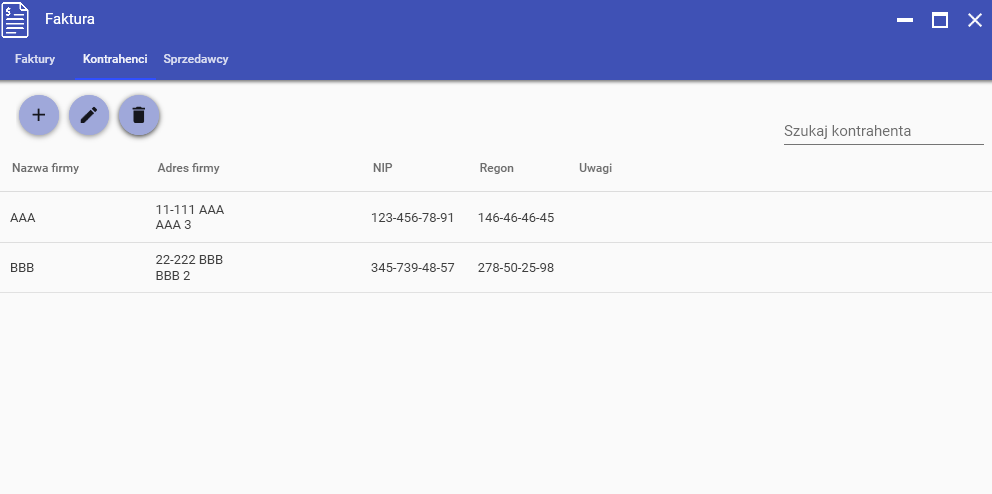 Faktura
Faktury Kontrahenci Sprzedawcy
Szukaj kontrahenta
Nazwa firmy Adres firmy NIP Regon Uwagi
AAA 11-111 AAA 123-456-78-91 146-46-46-45
AAA 3
BBB 22-222 BBB 345-739-48-57 278-50-25-98
BBB 2